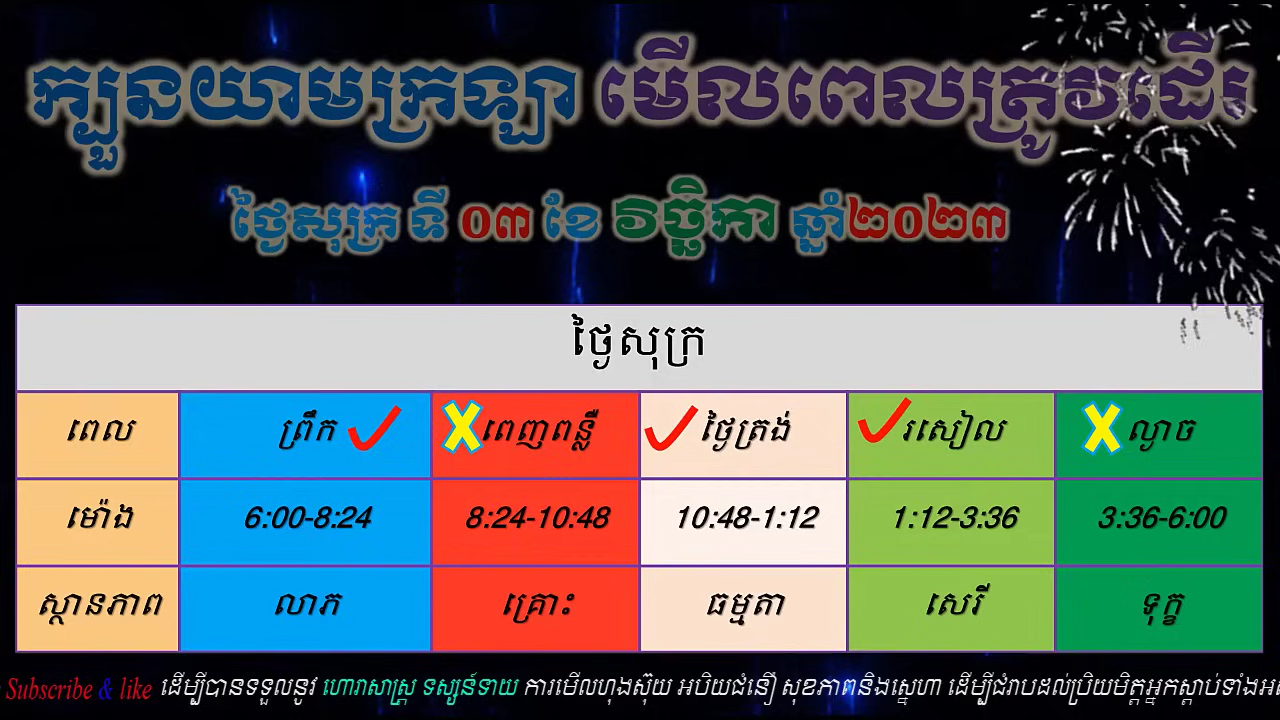 ក្បួនយាមក្រឡា មើលពេលត្រូវដើរ
ថ្ងៃសុក្រ ទី ០៣ ខែ វិច្ឆិកា ឆ្នាំ២០២៣
ថ្ងៃសុក្រ
ពេល ព្រឹក ពេញពន្លឺ ថ្ងៃត្រង់ រសៀល ល្ងាច
ម៉ោង 6:00-8:24 8:24-10:48 10:48-1:12 1:12-3:36 3:36-6:00
ស្ថានភាព លាភ គ្រោះ ធម្មតា សេរី ទុក្ខ
Subscribe & like ដើម្បីបានទទួលនូវ ហោរាសាស្ត្រ ទស្សន៍ទាយ ការមើលហុងស៊ុយ អបិយជំនឿ សុខភាពនិងស្នេហា ដើម្បីជំរាបដល់ប្រិយមិត្តអ្នកស្តាប់ទាំងអស់